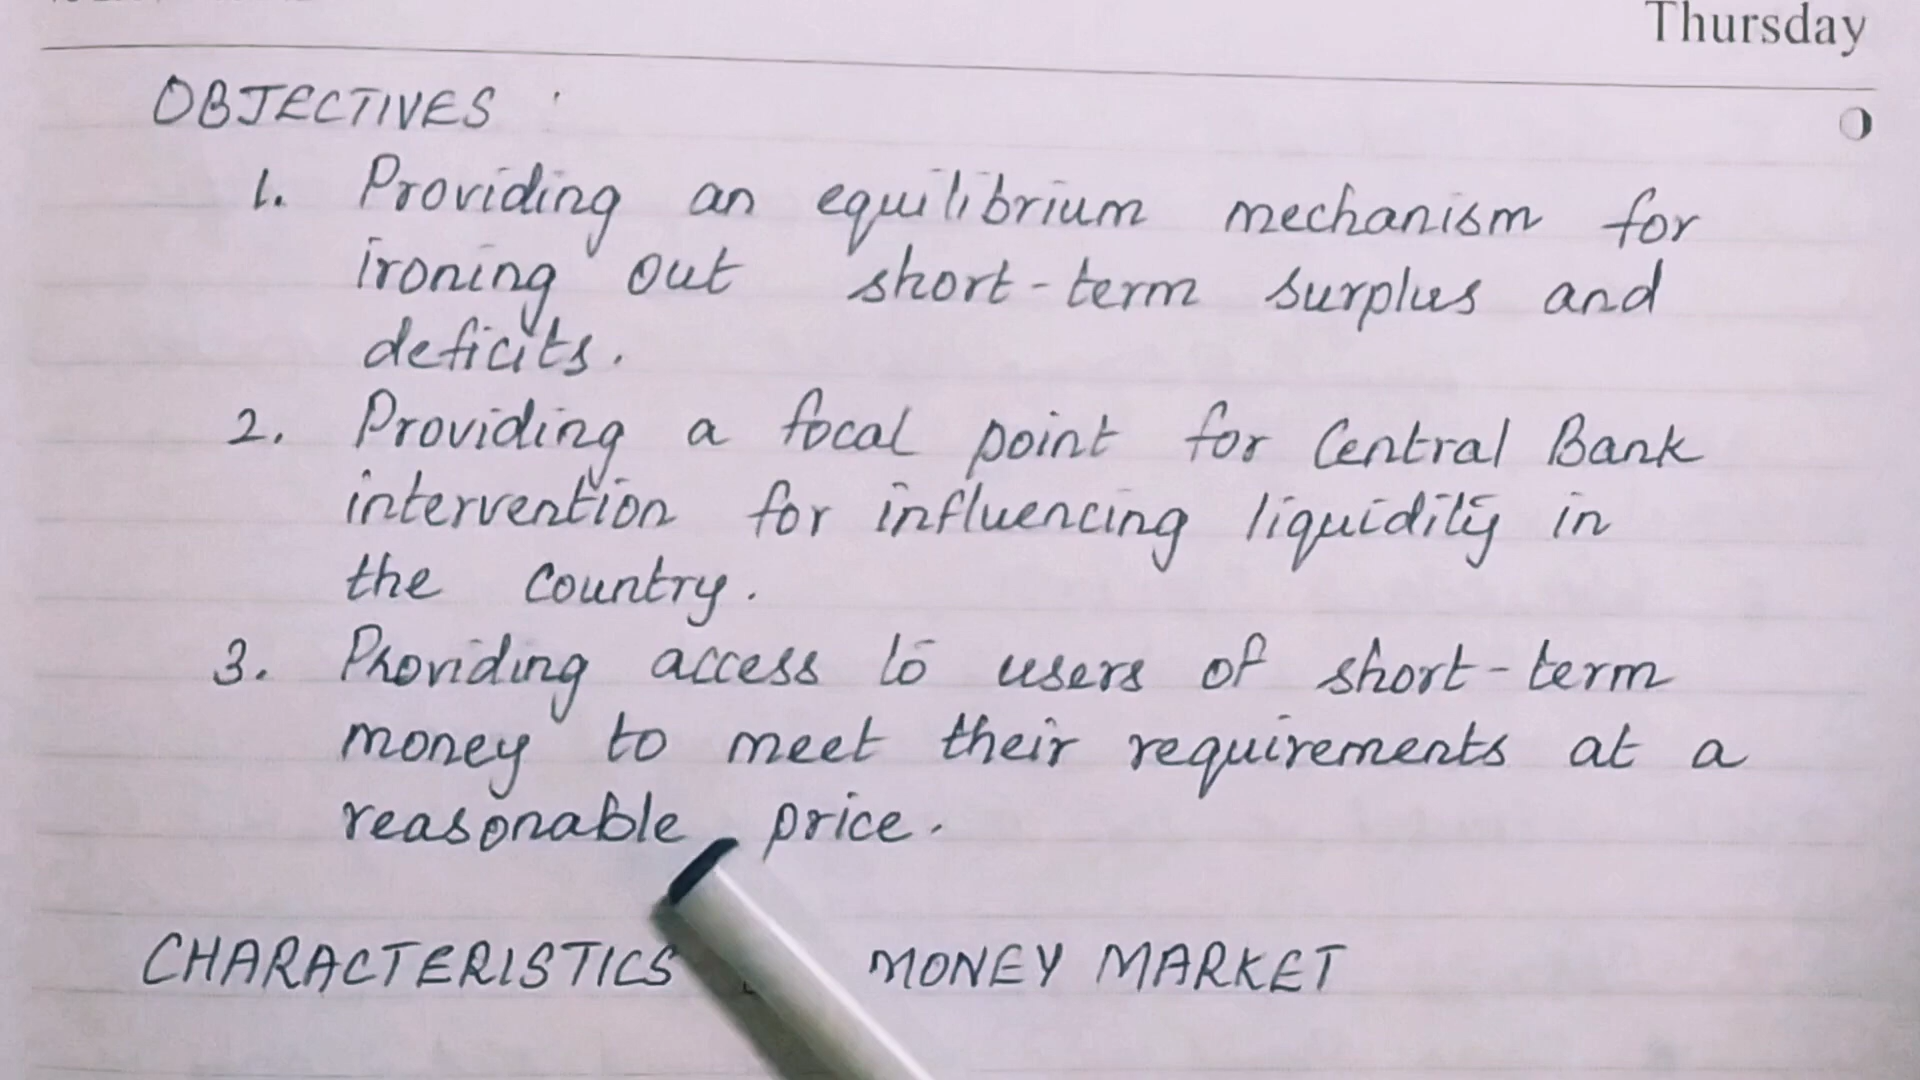 Thursday
OBJECTIVES :
1. Providing an equilibrium mechanism for
ironing out short-term surplus and
deficits.
2. Providing a focal point for Central Bank
intervention for influencing liquidity in
the country.
3. Providing access to users of short-term
money to meet their requirements at a
reasonable price.
CHARACTERISTICS MONEY MARKET